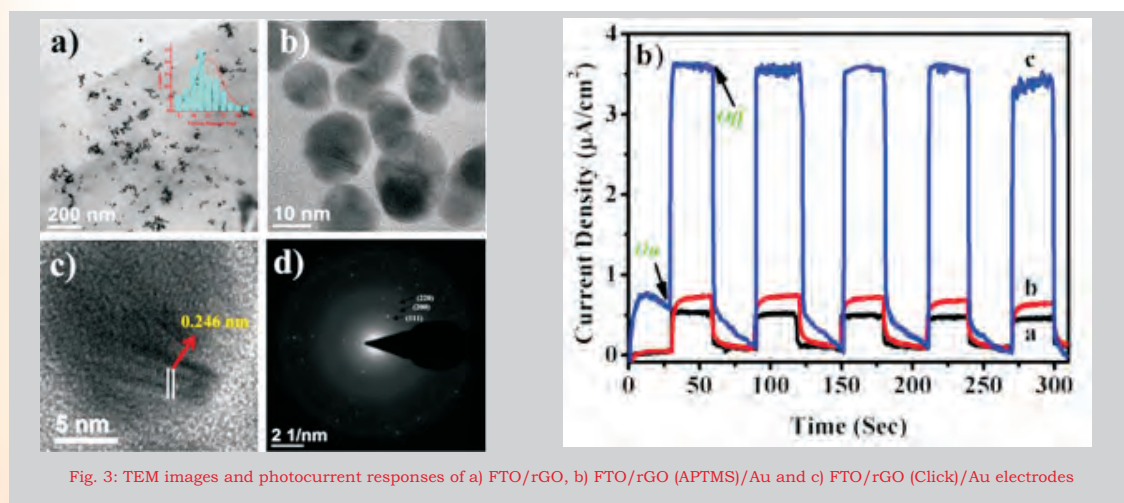 a)
200 nm
b)
10 nm
c)
0.246 nm
5 nm
d)
(220)
(200)
(111)
2 1/nm
b)
Current Density (µA/cm²)
4
3
2
1
0
c
b
a
Off
On
0 50 100 150 200 250 300
Time (Sec)
Fig. 3: TEM images and photocurrent responses of a) FTO/rGO, b) FTO/rGO (APTMS)/Au and c) FTO/rGO (Click)/Au electrodes